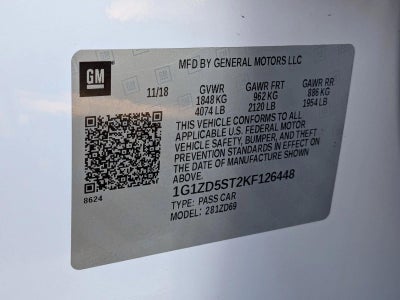 GM
MFD BY GENERAL MOTORS LLC
11/18 GVWR GAWR FRT GAWR RR
1848 KG 962 KG 886 KG
4074 LB 2120 LB 1954 LB
THIS VEHICLE CONFORMS TO ALL
APPLICABLE U.S. FEDERAL MOTOR
VEHICLE SAFETY, BUMPER, AND THEFT
PREVENTION STANDARDS IN EFFECT ON
THE DATE OF MANUFACTURE SHOWN
ABOVE.
8624
1G1ZD5ST2KF126448
TYPE: PASS CAR
MODEL: 281ZD69